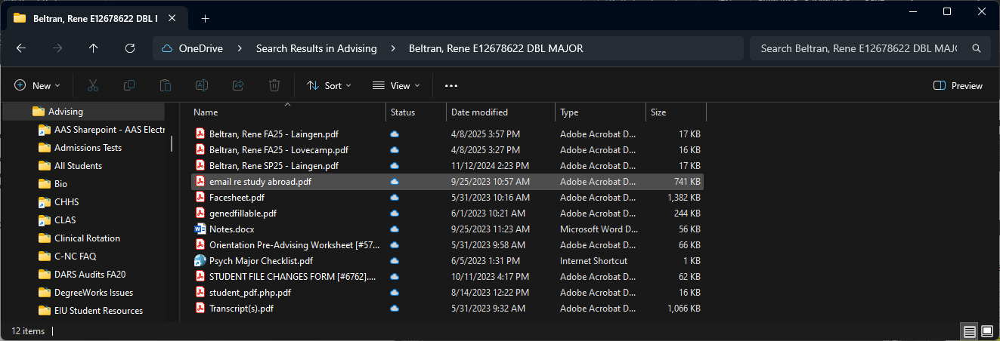 Beltran, Rene E12678622 DBL M
OneDrive > Search Results in Advising > Beltran, Rene E12678622 DBL MAJOR
Search Beltran, Rene E12678622 DBL MAJ
New Sort View ... Preview
Advising
AAS Sharepoint - AAS Electr
Admissions Tests
All Students
Bio
CHHS
CLAS
Clinical Rotation
C-NC FAQ
DARS Audits FA20
DegreeWorks Issues
EIU Student Resources
Name Status Date modified Type Size
Beltran, Rene FA25 - Laingen.pdf 4/8/2025 3:57 PM Adobe Acrobat D... 17 KB
Beltran, Rene FA25 - Lovecamp.pdf 4/8/2025 3:27 PM Adobe Acrobat D... 16 KB
Beltran, Rene SP25 - Laingen.pdf 11/12/2024 2:23 PM Adobe Acrobat D... 17 KB
email re study abroad.pdf 9/25/2023 10:57 AM Adobe Acrobat D... 741 KB
Facesheet.pdf 5/31/2023 10:16 AM Adobe Acrobat D... 1,382 KB
genedfillable.pdf 6/1/2023 10:21 AM Adobe Acrobat D... 244 KB
Notes.docx 9/25/2023 11:23 AM Microsoft Word D... 56 KB
Orientation Pre-Advising Worksheet [#57... 5/31/2023 9:58 AM Adobe Acrobat D... 66 KB
Psych Major Checklist.pdf 6/5/2023 1:31 PM Internet Shortcut 1 KB
STUDENT FILE CHANGES FORM [#6762].... 10/11/2023 4:17 PM Adobe Acrobat D... 62 KB
student_pdf.php.pdf 8/14/2023 12:22 PM Adobe Acrobat D... 16 KB
Transcript(s).pdf 5/31/2023 9:32 AM Adobe Acrobat D... 1,066 KB
12 items